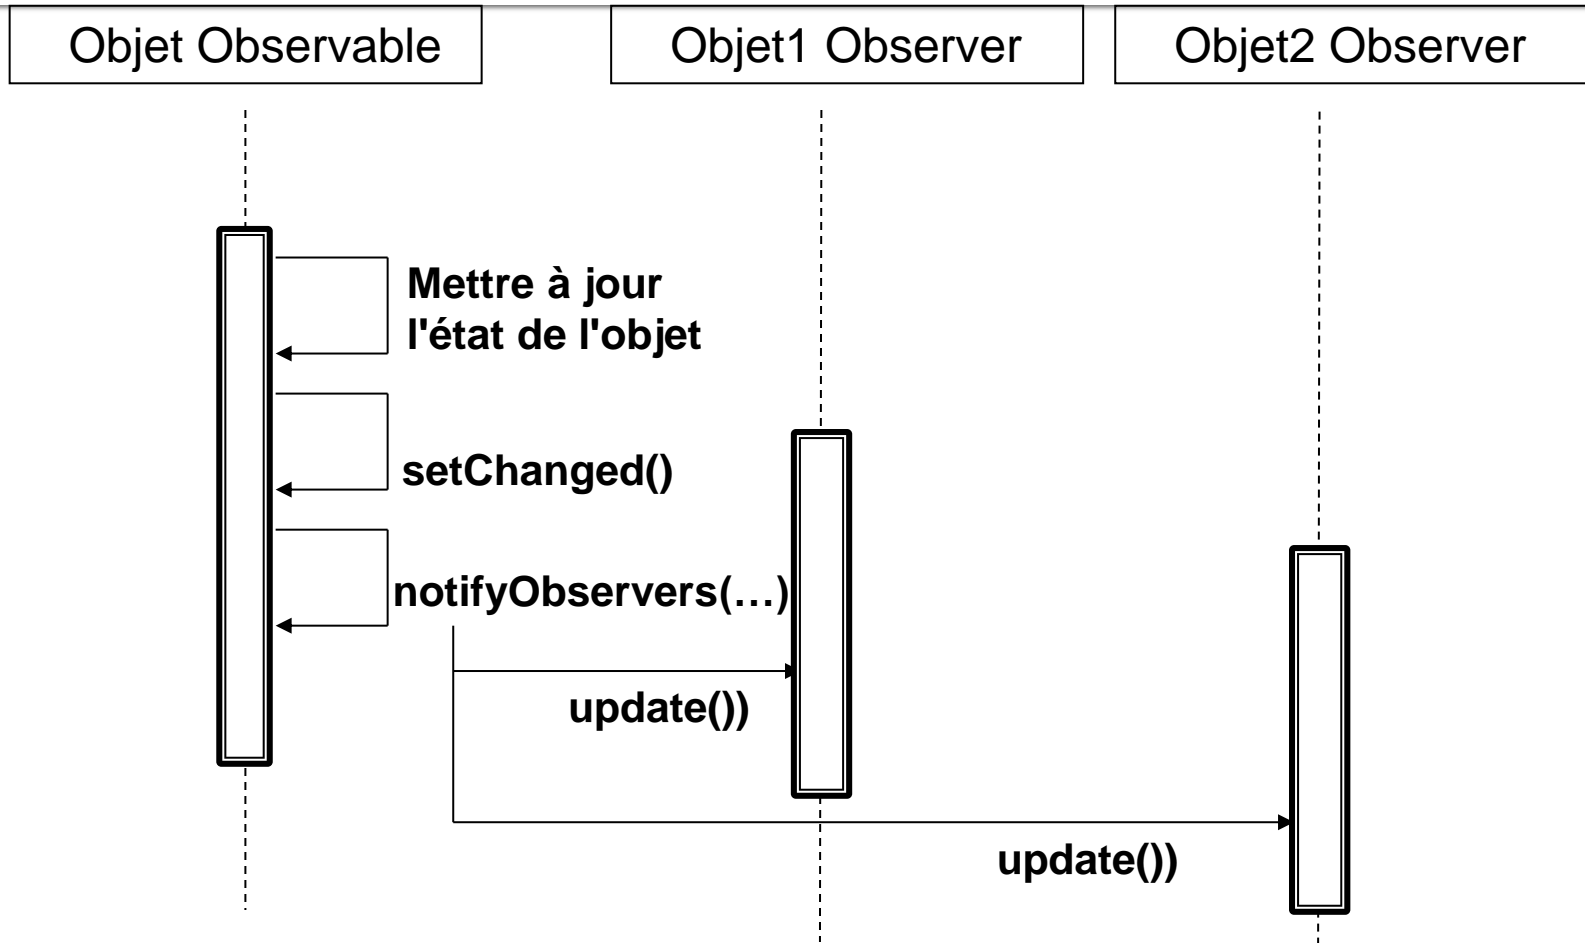 Objet Observable
Objet1 Observer
Objet2 Observer
Mettre à jour
l'état de l'objet
setChanged()
notifyObservers(…)
update())
update())